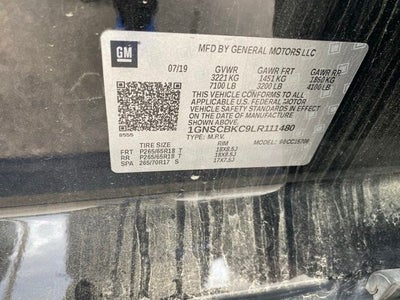 GM
MFD BY GENERAL MOTORS LLC
07/19 GVWR GAWR FRT GAWR RR
3221 KG 1451 KG 1860 KG
7100 LB 3200 LB 4100 LB
THIS VEHICLE CONFORMS TO ALL APPLICABLE
U.S. FEDERAL MOTOR VEHICLE SAFETY
STANDARDS IN EFFECT ON THE DATE OF
MANUFACTURE SHOWN ABOVE.
1GNSCBKC9LR111480
TYPE: M.P.V. MODEL:
TIRE SIZE RIM
FRT P265/65R18 T 18X8.5J
RR P265/65R18 T 18X8.5J
SPA 265/70R17 S 17X7.5J